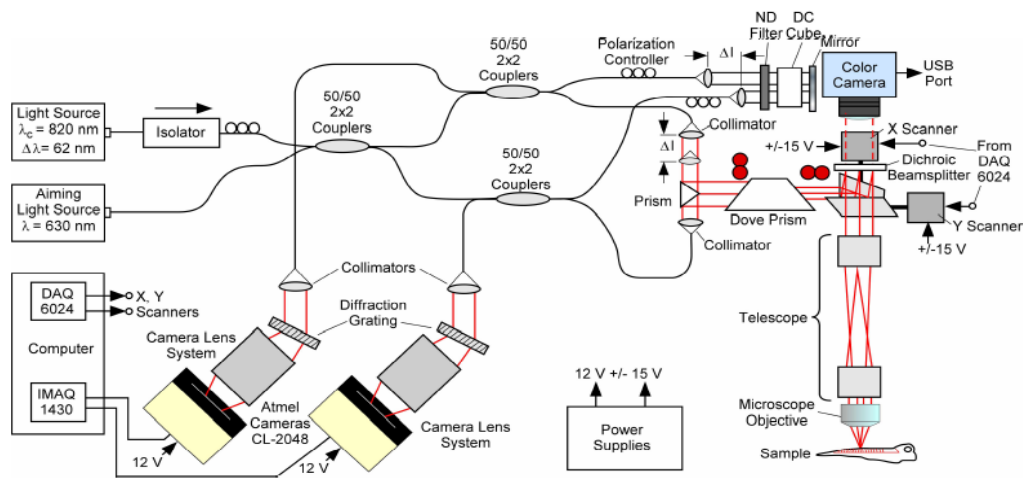 50/50
2x2
Couplers
Polarization
Controller
Δl
ND
Filter
DC
Cube
Mirror
Color
Camera
USB
Port
Light Source
λc = 820 nm
Δλ= 62 nm
Isolator
50/50
2x2
Couplers
Collimator
Δl
+/-15 V
X Scanner
From
DAQ
6024
Dichroic
Beamsplitter
50/50
2x2
Couplers
Aiming
Light Source
λ = 630 nm
Prism
Dove Prism
Collimator
Y Scanner
+/-15 V
Collimators
DAQ
6024
X, Y
Scanners
Computer
IMAQ
1430
Diffraction
Grating
Camera Lens
System
Telescope
12 V +/- 15 V
Power
Supplies
Atmel
Cameras
CL-2048
Camera Lens
System
12 V
12 V
Microscope
Objective
Sample